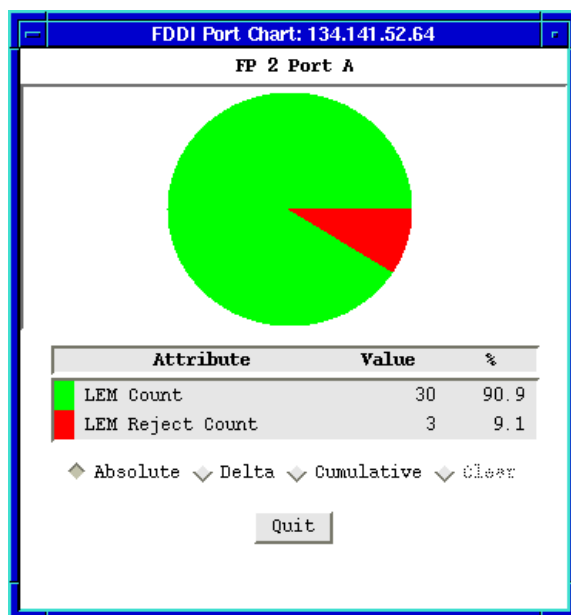 FDDI Port Chart: 134.141.52.64
FP 2 Port A
Attribute Value %
LEM Count 30 90.9
LEM Reject Count 3 9.1
Absolute Delta Cumulative Clear
Quit